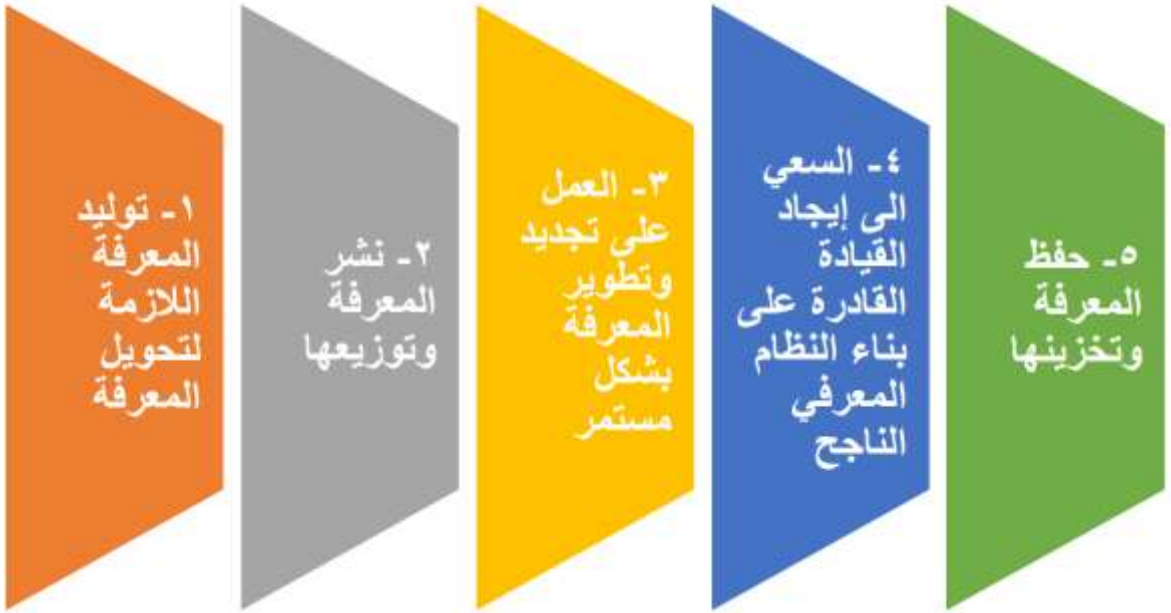 ١- توليد
المعرفة
اللازمة
لتحويل
المعرفة
٢- نشر
المعرفة
وتوزيعها
٣- العمل
على تجديد
وتطوير
المعرفة
بشكل
مستمر
٤- السعي
الى إيجاد
القيادة
القادرة على
بناء النظام
المعرفي
الناجح
٥- حفظ
المعرفة
وتخزينها